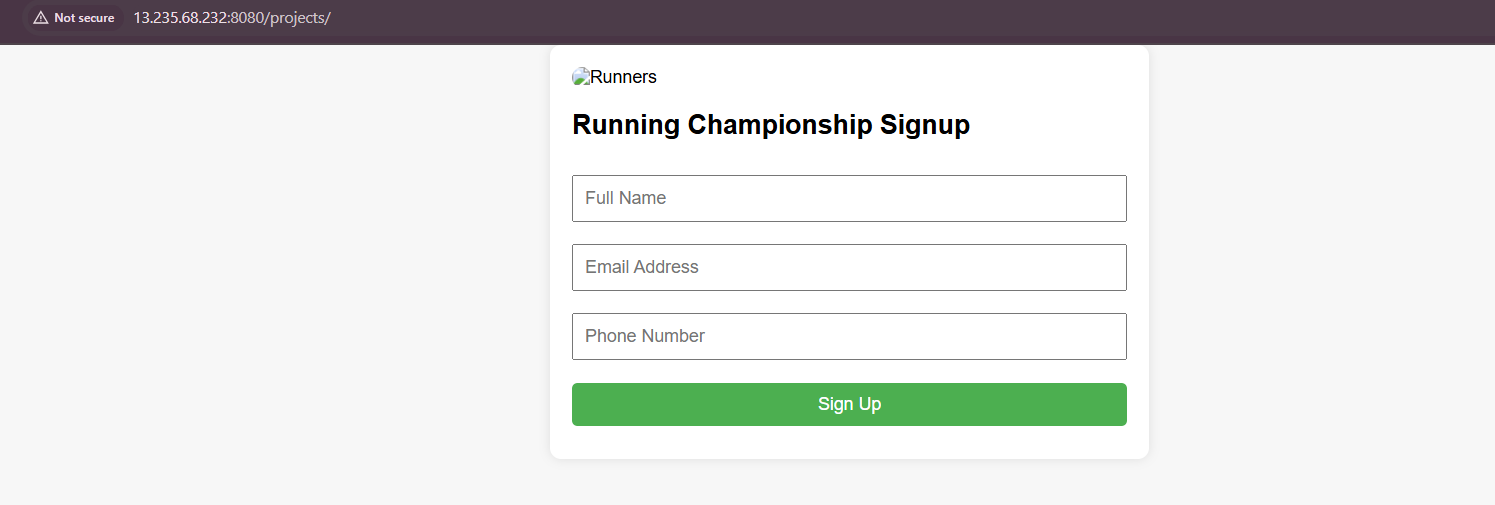 Not secure 13.235.68.232:8080/projects/
Runners
Running Championship Signup
Full Name
Email Address
Phone Number
Sign Up